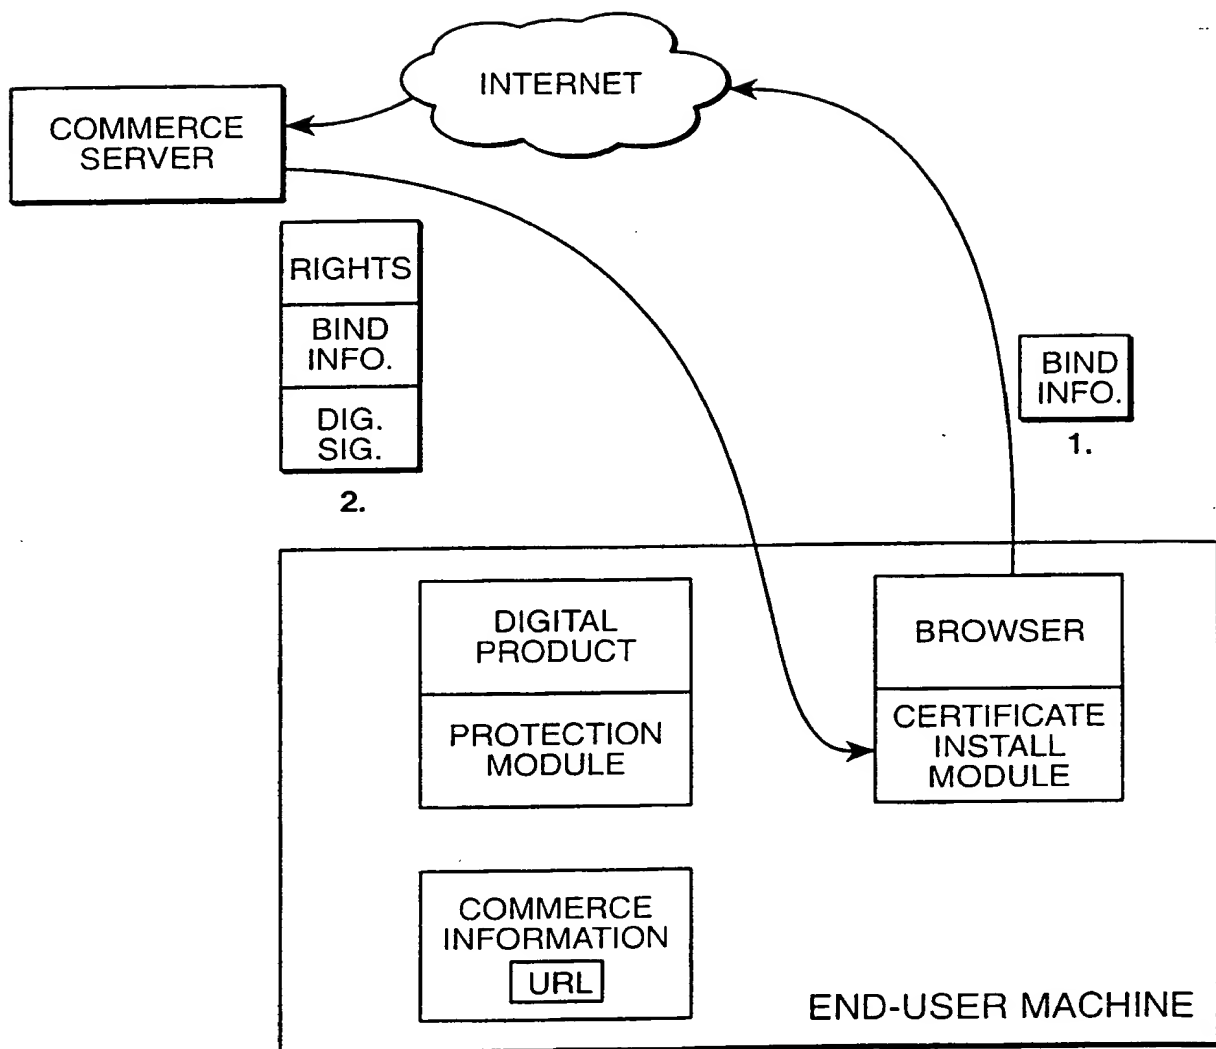 INTERNET
COMMERCE
SERVER
RIGHTS
BIND
INFO.
DIG.
SIG.
2.
BIND
INFO.
1.
DIGITAL
PRODUCT
PROTECTION
MODULE
BROWSER
CERTIFICATE
INSTALL
MODULE
COMMERCE
INFORMATION
URL
END-USER MACHINE